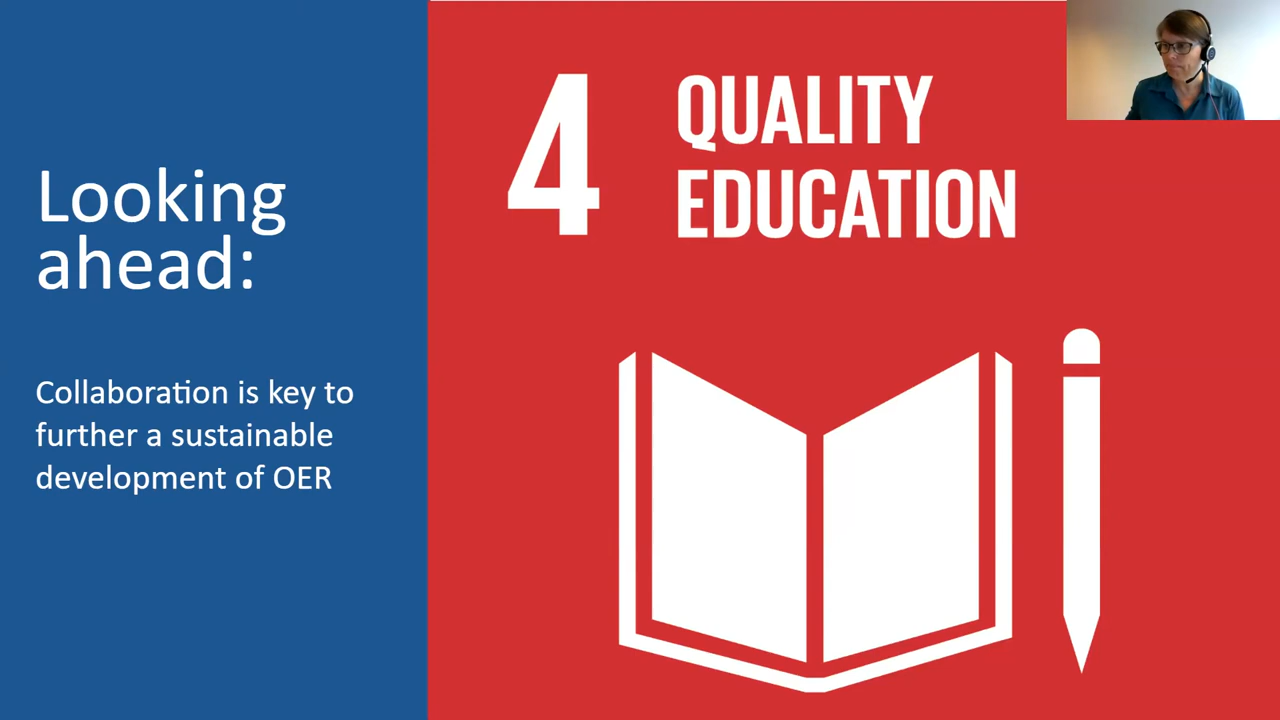 Looking
ahead:
Collaboration is key to
further a sustainable
development of OER
4
QUALITY
EDUCATION